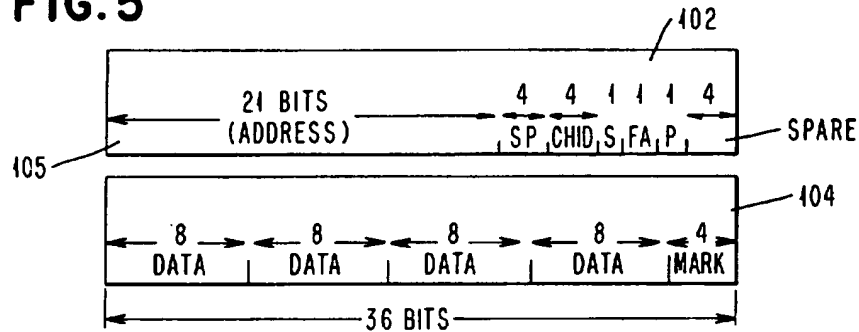 FIG. 5
102
21 BITS 4 4 1 1 1 4
(ADDRESS) SP CHID S FA P SPARE
105
104
8 8 8 8 4
DATA DATA DATA DATA MARK
36 BITS